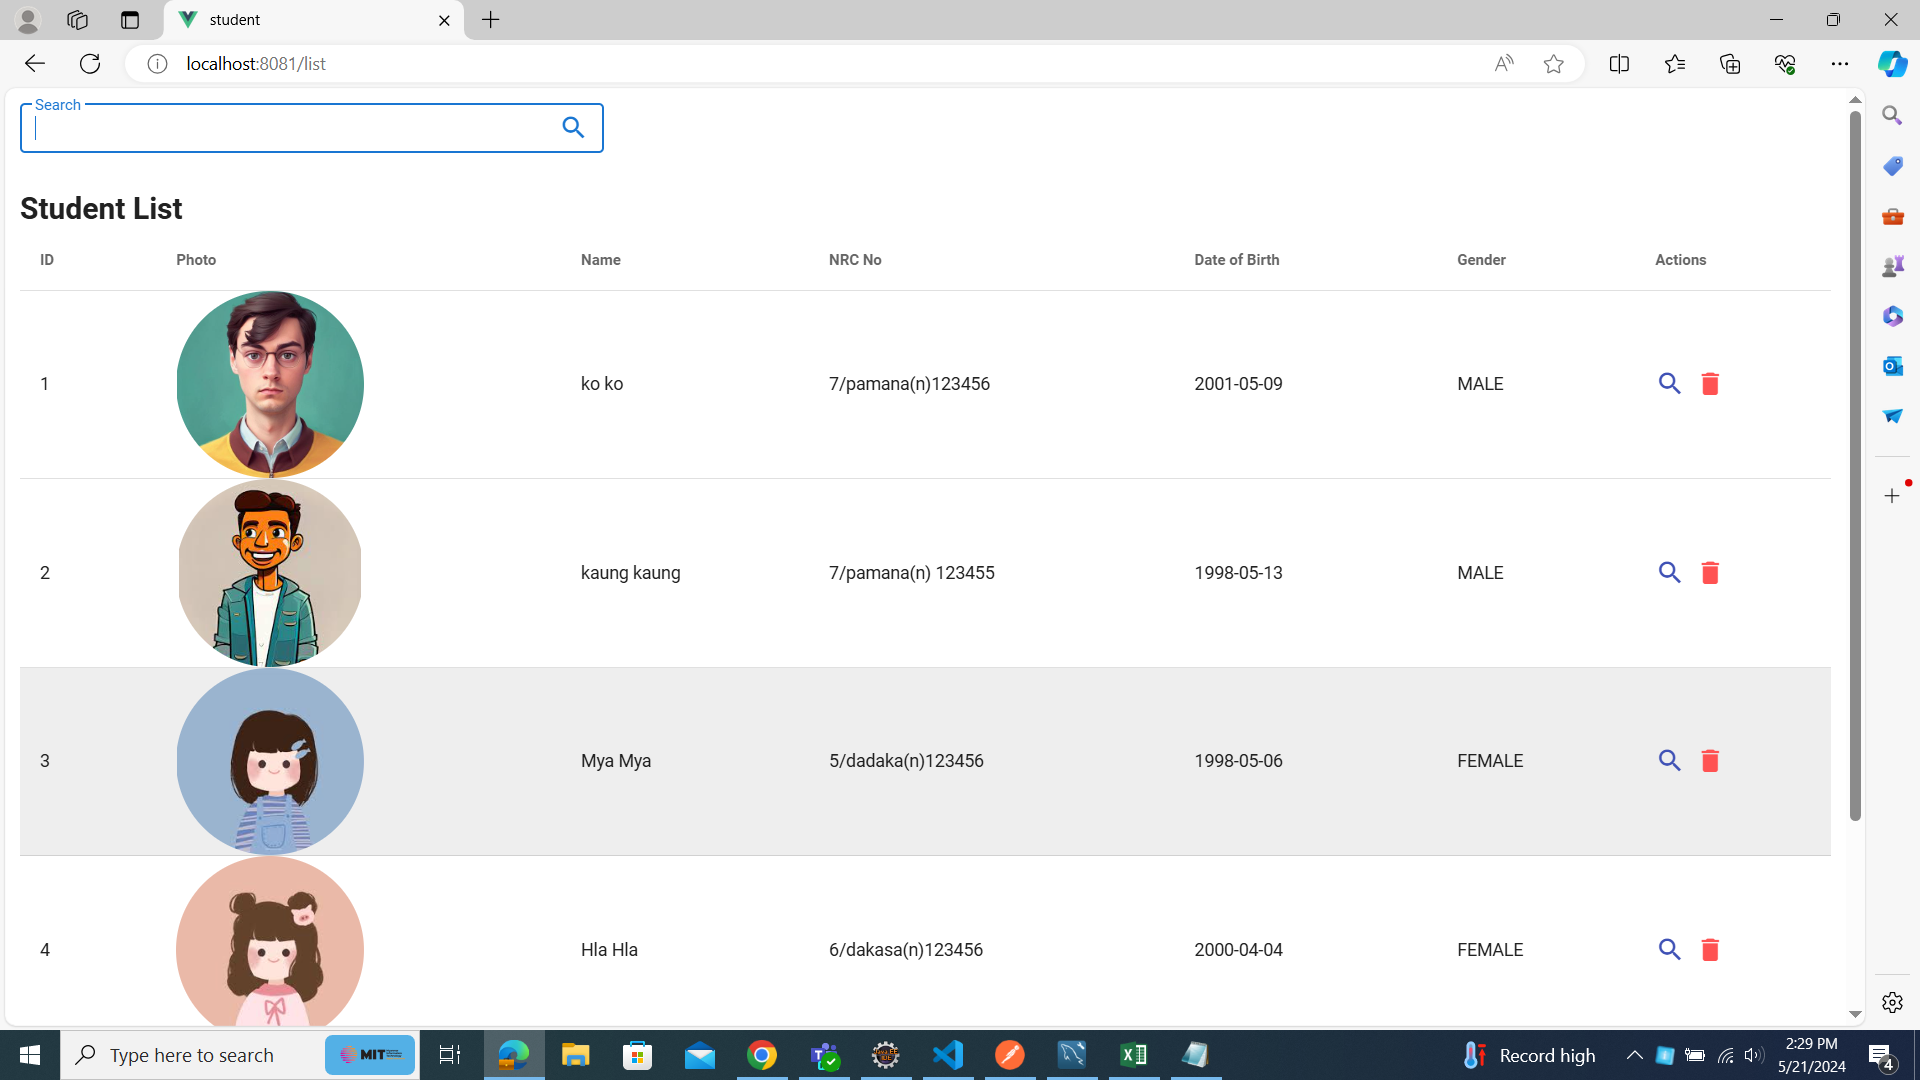 student
localhost:8081/list
Search
Student List
ID Photo Name NRC No Date of Birth Gender Actions
1 ko ko 7/pamana(n)123456 2001-05-09 MALE
2 kaung kaung 7/pamana(n) 123455 1998-05-13 MALE
3 Mya Mya 5/dadaka(n)123456 1998-05-06 FEMALE
4 Hla Hla 6/dakasa(n)123456 2000-04-04 FEMALE
Type here to search
MIT
Record high
2:29 PM
5/21/2024
4